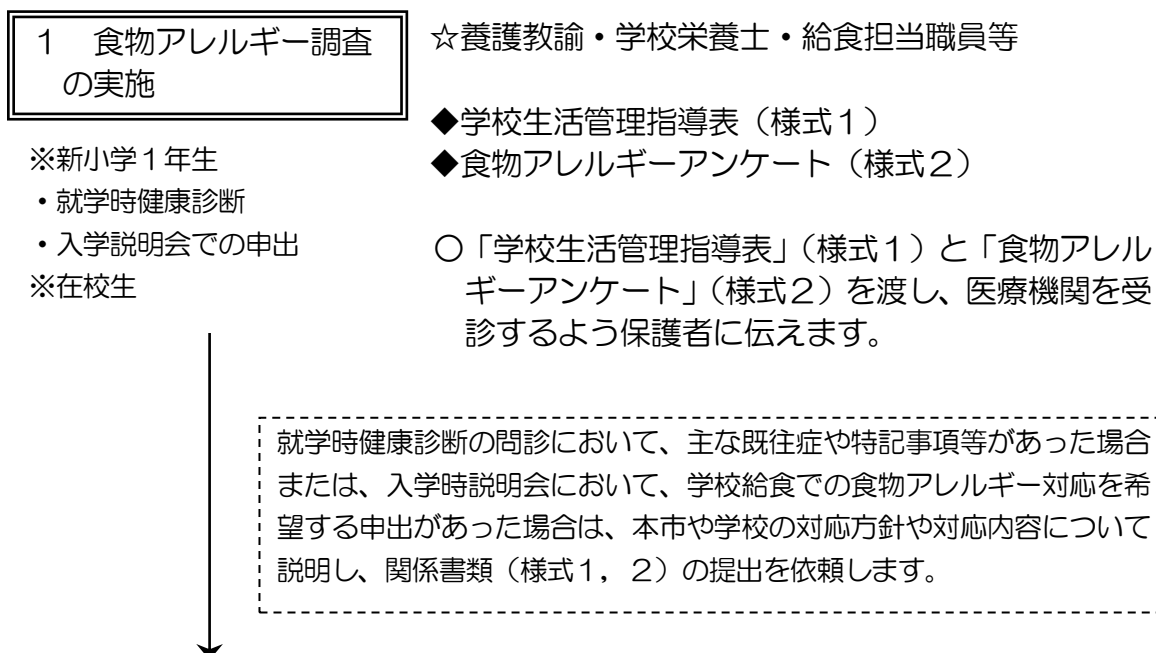 1　食物アレルギー調査
の実施
※新小学1年生
・就学時健康診断
・入学説明会での申出
※在校生
☆養護教諭・学校栄養士・給食担当職員等
◆学校生活管理指導表（様式1）
◆食物アレルギーアンケート（様式2）
〇「学校生活管理指導表」（様式1）と「食物アレル
ギーアンケート」（様式2）を渡し、医療機関を受
診するよう保護者に伝えます。
就学時健康診断の問診において、主な既往症や特記事項等があった場合
または、入学時説明会において、学校給食での食物アレルギー対応を希
望する申出があった場合は、本市や学校の対応方針や対応内容について
説明し、関係書類（様式1，2）の提出を依頼します。